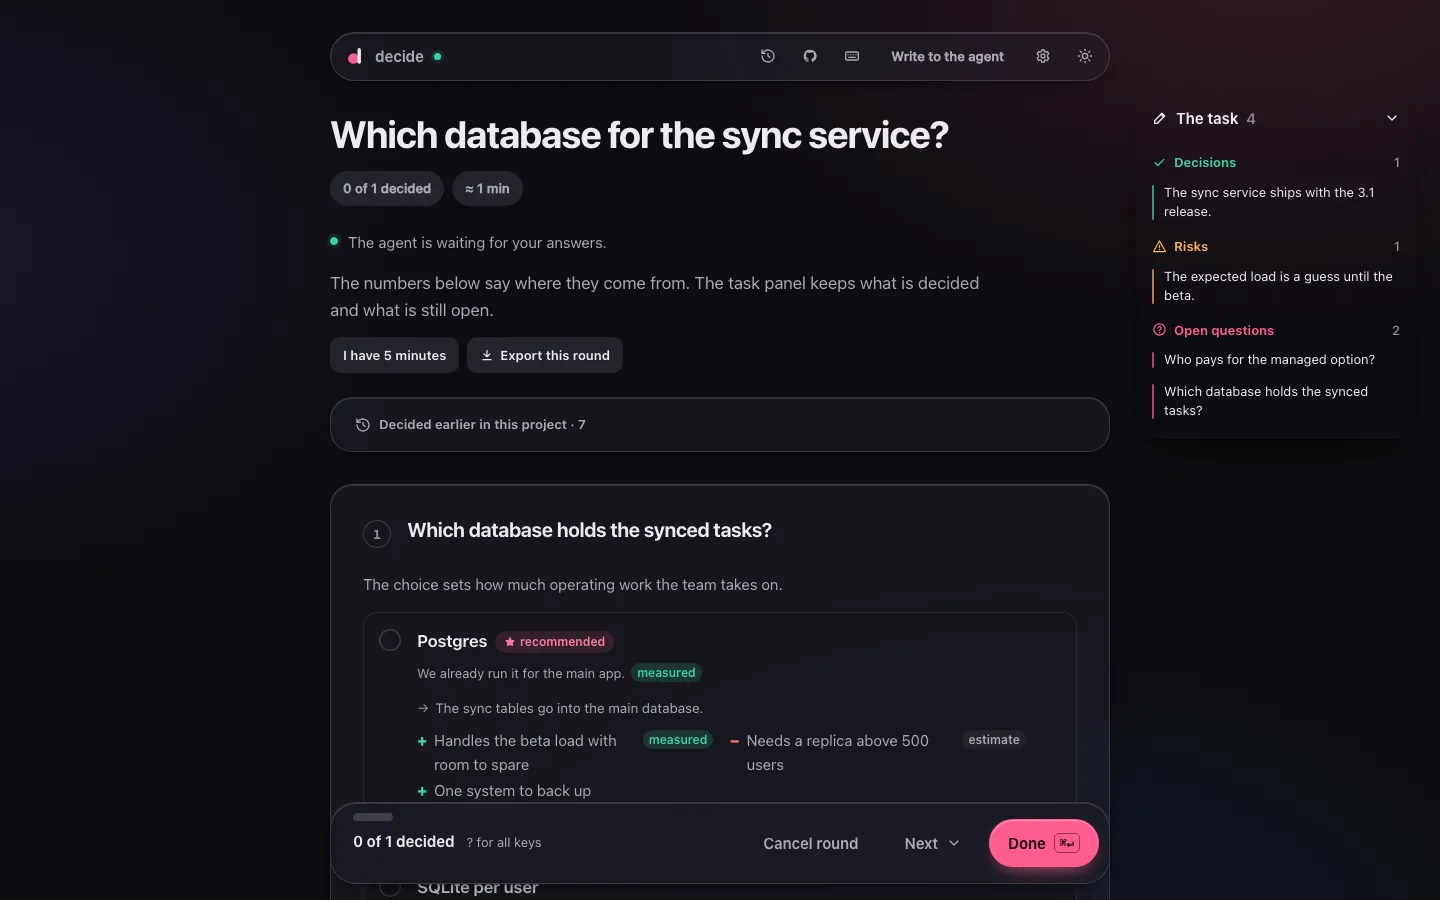 decide
Write to the agent
Which database for the sync service?
0 of 1 decided
≈ 1 min
The agent is waiting for your answers.
The numbers below say where they come from. The task panel keeps what is decided
and what is still open.
I have 5 minutes
Export this round
Decided earlier in this project · 7
1
Which database holds the synced tasks?
The choice sets how much operating work the team takes on.
Postgres
recommended
We already run it for the main app.
measured
→ The sync tables go into the main database.
+ Handles the beta load with
room to spare
measured
− Needs a replica above 500
users
estimate
+ One system to back up
SQLite per user
0 of 1 decided
? for all keys
Cancel round
Next
Done ⌘↵
The task 4
Decisions 1
The sync service ships with the 3.1
release.
Risks 1
The expected load is a guess until the
beta.
Open questions 2
Who pays for the managed option?
Which database holds the synced
tasks?